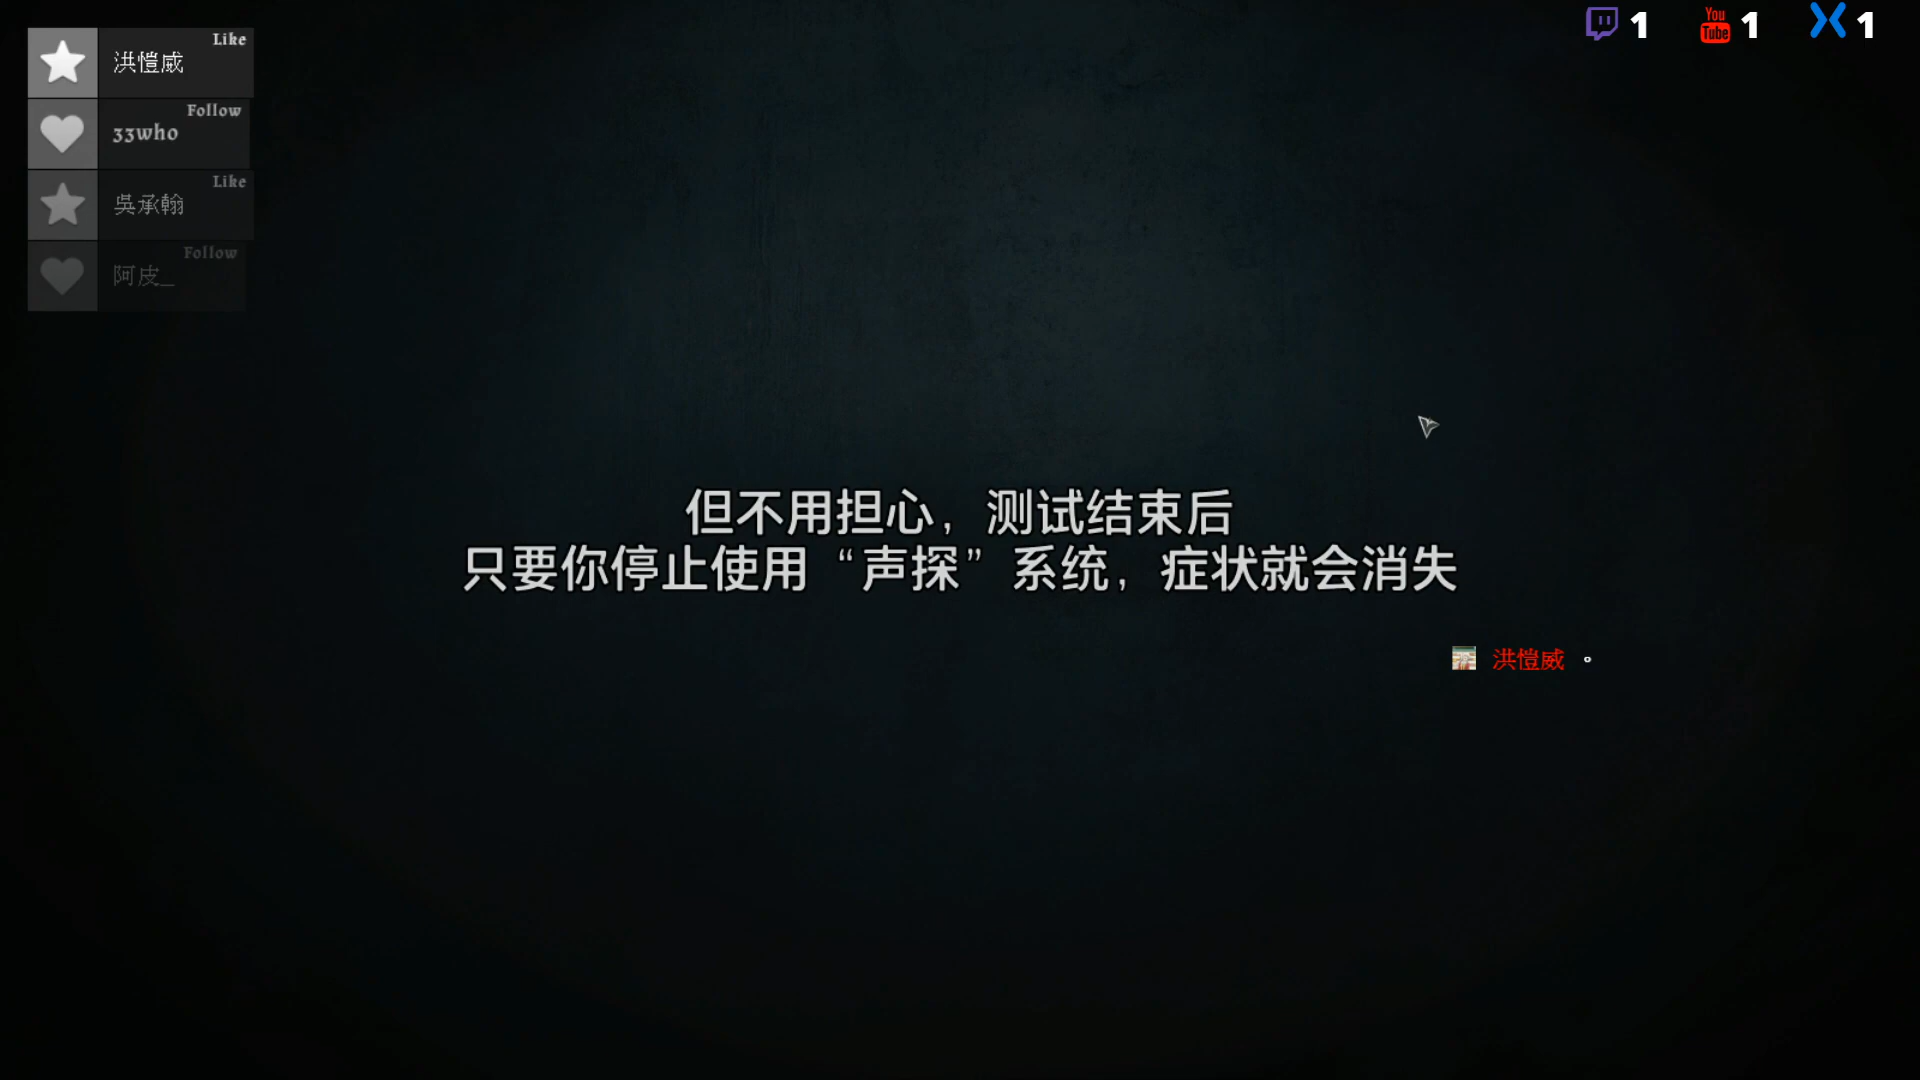 Like
洪愷威
Follow
33who
Like
吳承翰
Follow
阿皮_
1
You Tube 1
1
但不用担心，测试结束后
只要你停止使用“声探”系统，症状就会消失
洪愷威 。